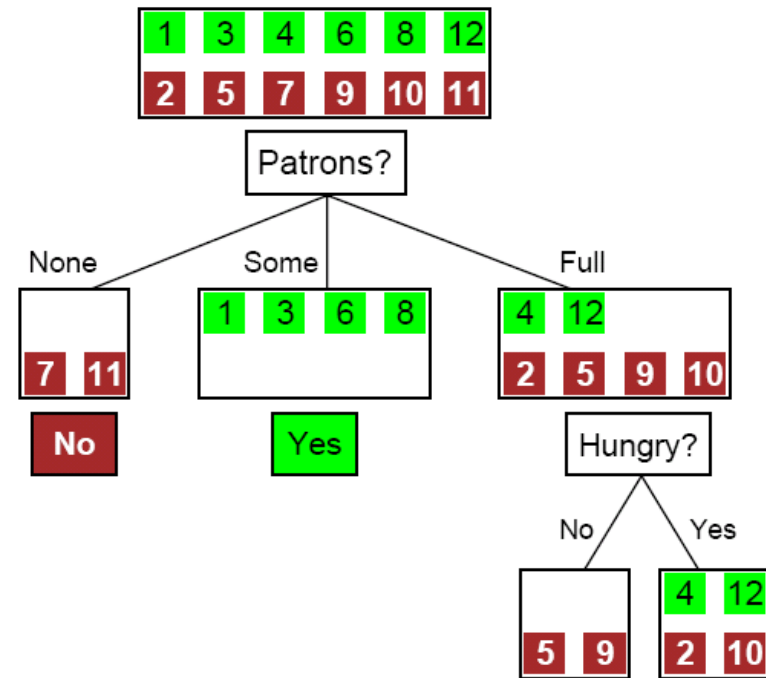 1 3 4 6 8 12
2 5 7 9 10 11
Patrons?
None Some Full
1 3 6 8 4 12
7 11 2 5 9 10
No Yes Hungry?
No Yes
4 12
5 9 2 10